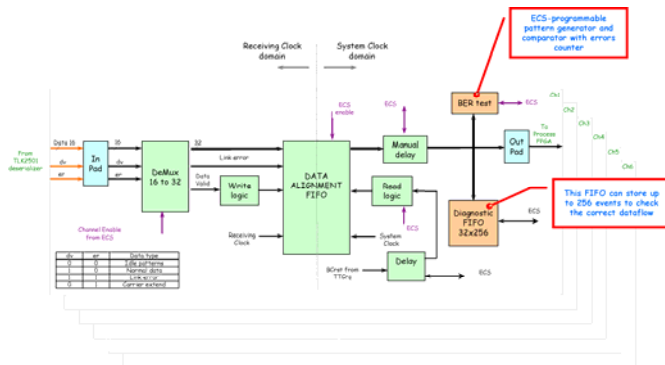 ECS-programmable
pattern generator and
comparator with errors
counter
Receiving Clock
domain
System Clock
domain
ECS
enable
ECS
BER test
ECS
Ch1
Ch2
Ch3
Ch4
Ch5
Ch6
From
TLK2501
deserializer
Data 16
dv
er
In
Pad
16
dv
er
DeMux
16 to 32
32
Link error
Data
Valid
Write
logic
DATA
ALIGNMENT
FIFO
Manual
delay
Read
logic
ECS
Out
Pad
To
Process
FPGA
This FIFO can store up
to 256 events to check
the correct dataflow
Diagnostic
FIFO
32x256
ECS
Channel Enable
from ECS
Receiving
Clock
System
Clock
BCrst from
TTCrq
Delay
ECS
dv er Data type
0 0 Idle patterns
1 0 Normal data
1 1 Link error
0 1 Carrier extend